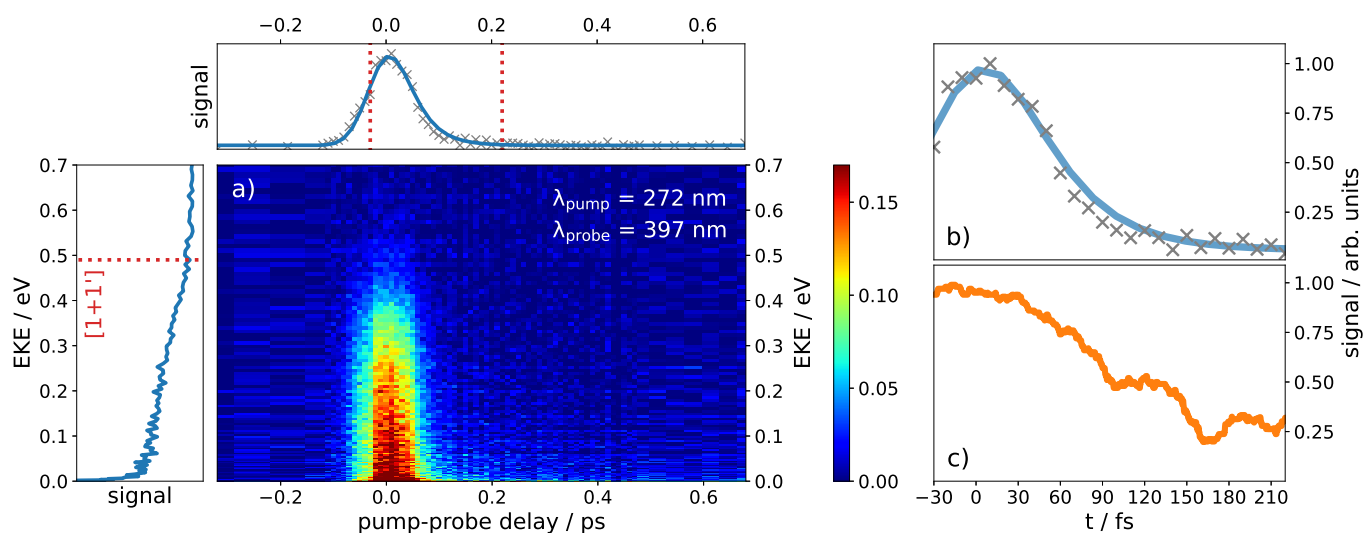 −0.2 0.0 0.2 0.4 0.6
signal
0.7
0.6
0.5
0.4
0.3
0.2
0.1
0.0
EKE / eV
[1+1']
signal
a)
λpump = 272 nm
λprobe = 397 nm
0.7
0.6
0.5
0.4
0.3
0.2
0.1
0.0
EKE / eV
−0.2 0.0 0.2 0.4 0.6
pump-probe delay / ps
0.15
0.10
0.05
0.00
b)
1.00
0.75
0.50
0.25
signal / arb. units
c)
1.00
0.75
0.50
0.25
−30 0 30 60 90 120 150 180 210
t / fs